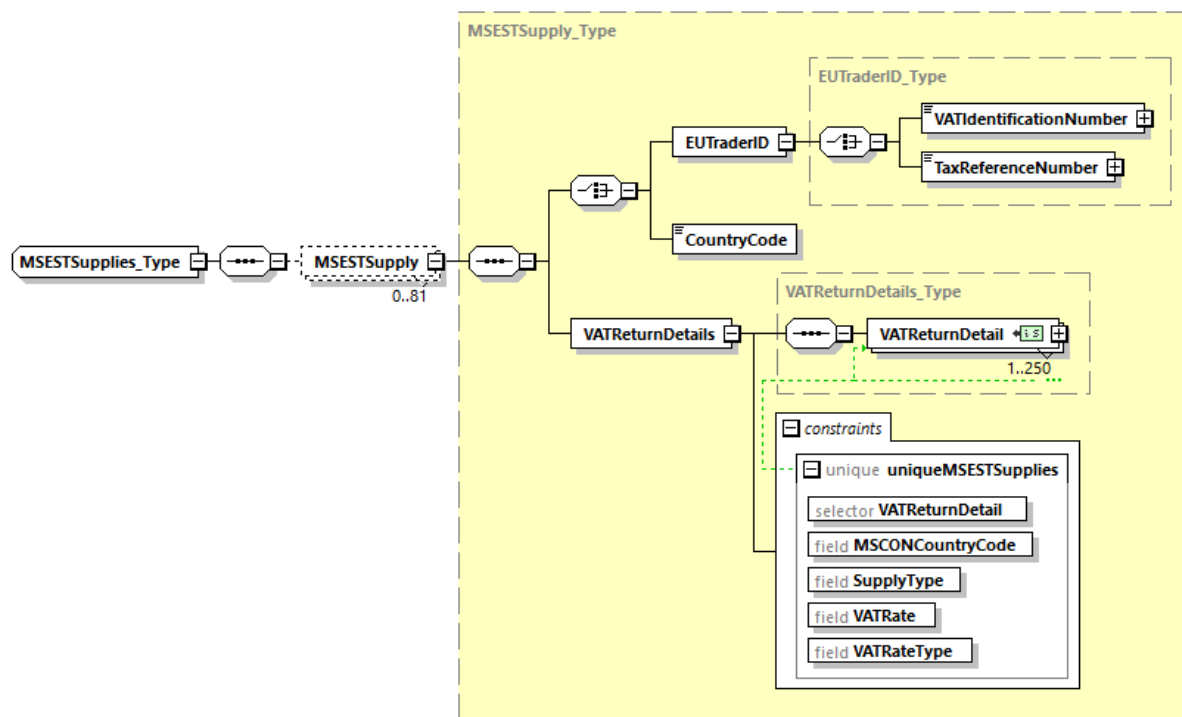 MSESTSupply_Type
EUTraderID_Type
VATIdentificationNumber
EUTraderID
TaxReferenceNumber
CountryCode
MSESTSupplies_Type
MSESTSupply
0..81
VATReturnDetails_Type
VATReturnDetails
VATReturnDetail
1..250
constraints
unique uniqueMSESTSupplies
selector VATReturnDetail
field MSCONCountryCode
field SupplyType
field VATRate
field VATRateType